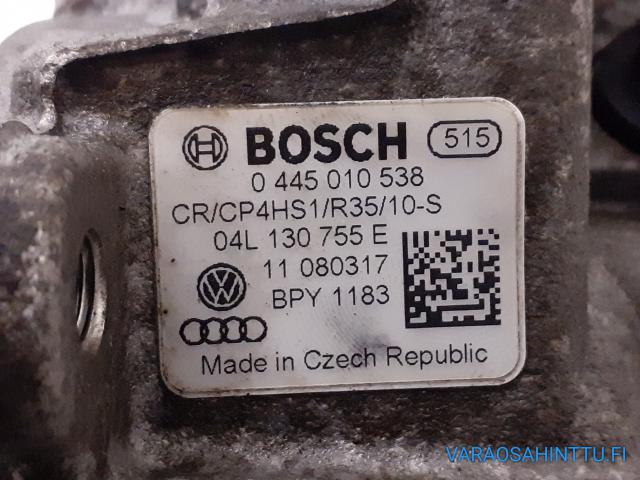 BOSCH 515
0 445 010 538
CR/CP4HS1/R35/10-S
04L 130 755 E
11 080317
BPY 1183
Made in Czech Republic
VARAOSAHINTTU.FI